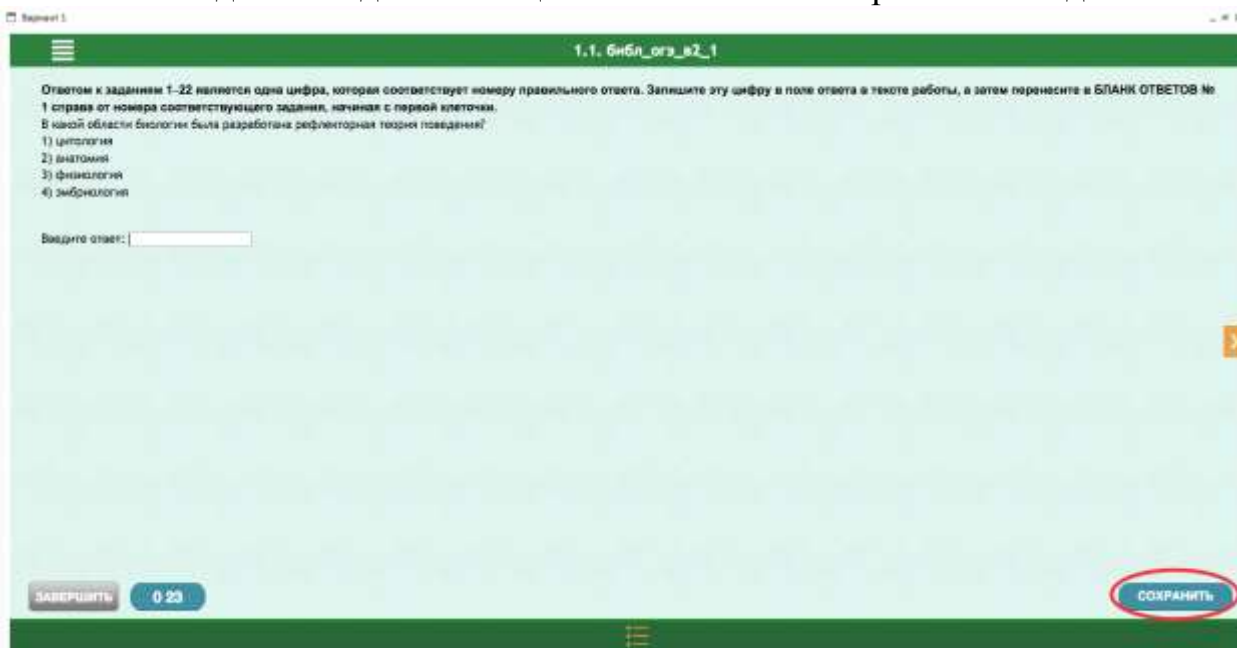 Вариант 1
1.1. библ_огэ_в2_1
Ответом к заданиям 1–22 является одна цифра, которая соответствует номеру правильного ответа. Запишите эту цифру в поле ответа в тексте работы, а затем перенесите в БЛАНК ОТВЕТОВ №
1 справа от номера соответствующего задания, начиная с первой клеточки.
В какой области биологии была разработана рефлекторная теория поведения?
1) цитология
2) анатомия
3) физиология
4) эмбриология
Введите ответ:
ЗАВЕРШИТЬ
0 23
СОХРАНИТЬ